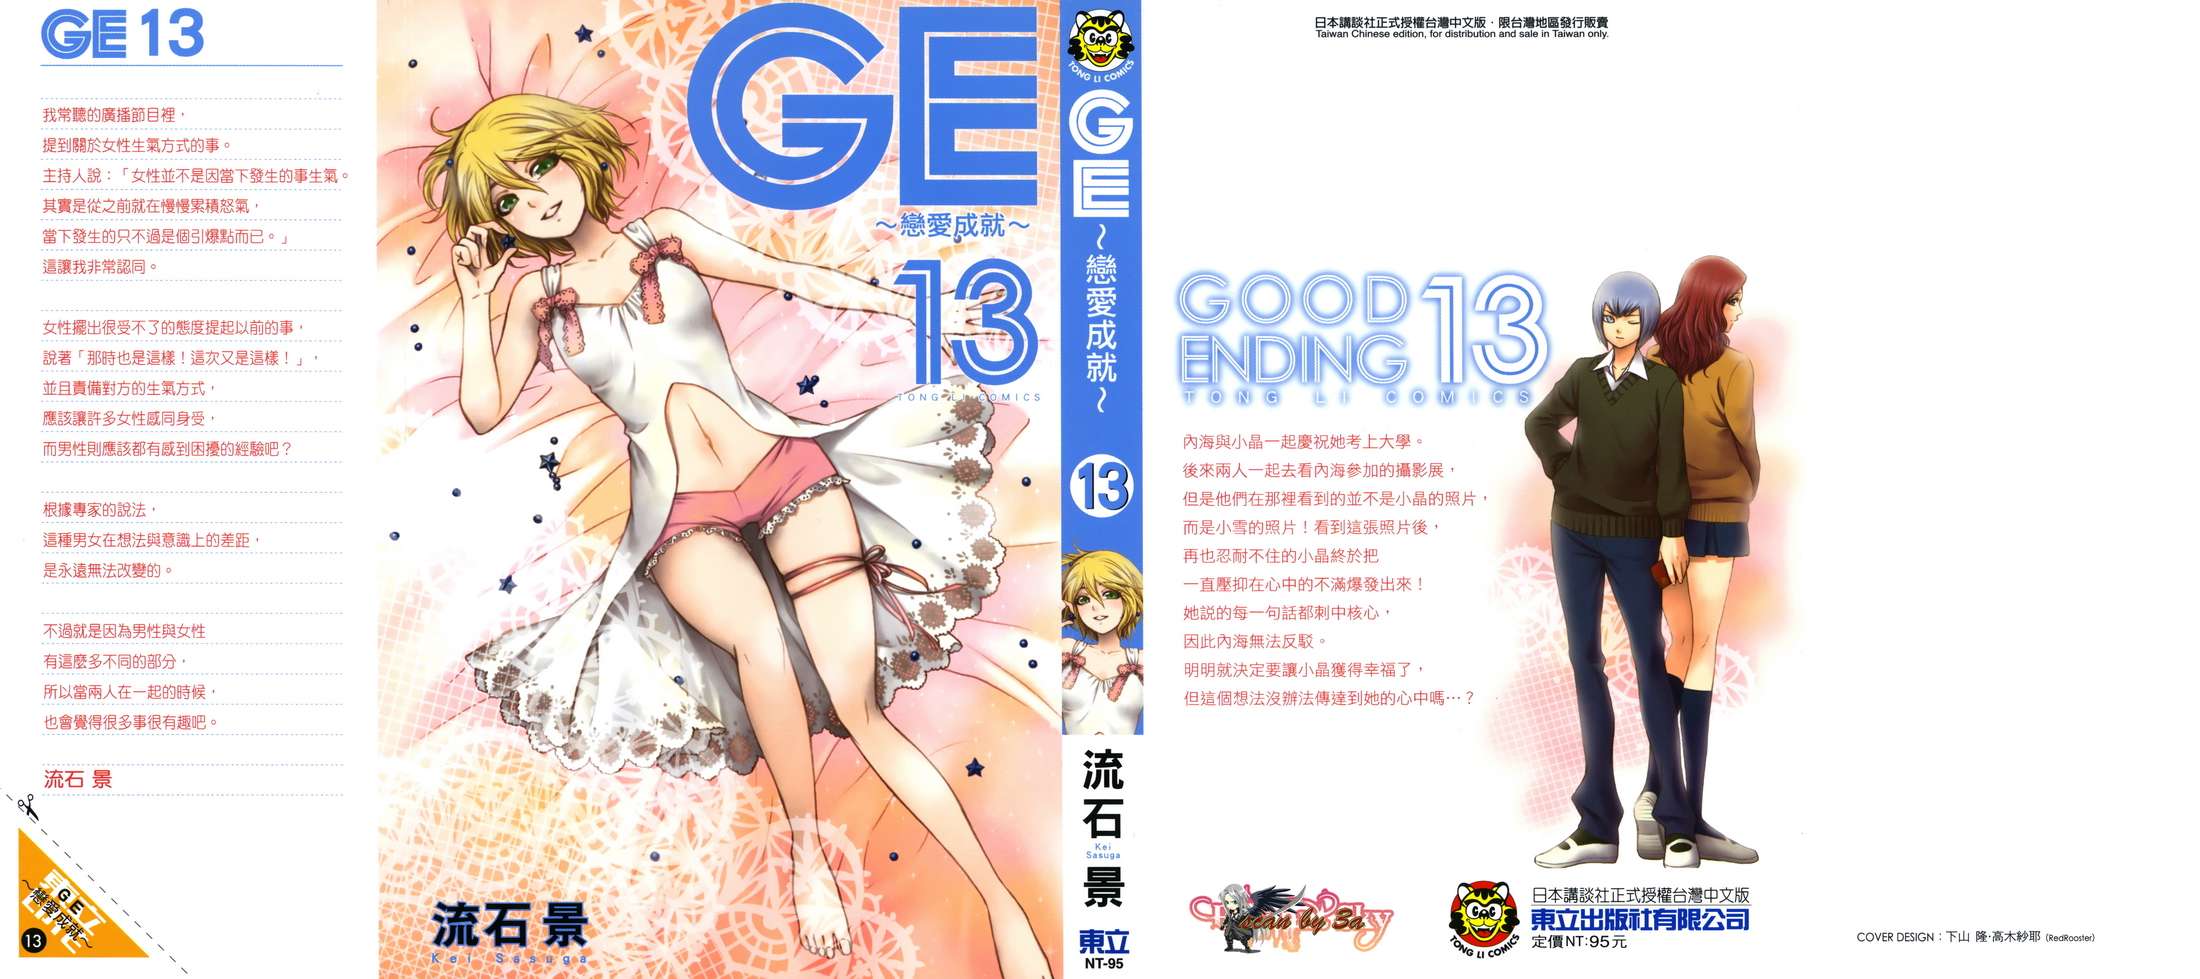 GE 13
我常聽的廣播節目裡，
提到關於女性生氣方式的事。
主持人說：「女性並不是因當下發生的事生氣。
其實是從之前就在慢慢累積怒氣，
當下發生的只不過是個引爆點而已。」
這讓我非常認同。
女性擺出很受不了的態度提起以前的事，
說著「那時也是這樣！這次又是這樣！」，
並且責備對方的生氣方式，
應該讓許多女性感同身受，
而男性則應該都有感到困擾的經驗吧？
根據專家的說法，
這種男女在想法與意識上的差距，
是永遠無法改變的。
不過就是因為男性與女性
有這麼多不同的部分，
所以當兩人在一起的時候，
也會覺得很多事很有趣吧。
流石 景
GE
～戀愛成就～
13
GE
～戀愛成就～
13
TONG LI COMICS
流石 景
Kei Sasuga
TONG LI COMICS
GE
～戀愛成就～
13
流石
Kei
Sasuga
景
東立
NT-95
日本講談社正式授權台灣中文版・限台灣地區發行販賣
Taiwan Chinese edition, for distribution and sale in Taiwan only.
GOOD
ENDING 13
TONG LI COMICS
內海與小晶一起慶祝她考上大學。
後來兩人一起去看內海參加的攝影展，
但是他們在那裡看到的並不是小晶的照片，
而是小雪的照片！看到這張照片後，
再也忍耐不住的小晶終於把
一直壓抑在心中的不滿爆發出來！
她說的每一句話都刺中核心，
因此內海無法反駁。
明明就決定要讓小晶獲得幸福了，
但這個想法沒辦法傳達到她的心中嗎…？
scan by 3a
TONG LI COMICS
日本講談社正式授權台灣中文版
東立出版社有限公司
定價NT:95元
COVER DESIGN：下山 隆・高木紗耶 (RedRooster)